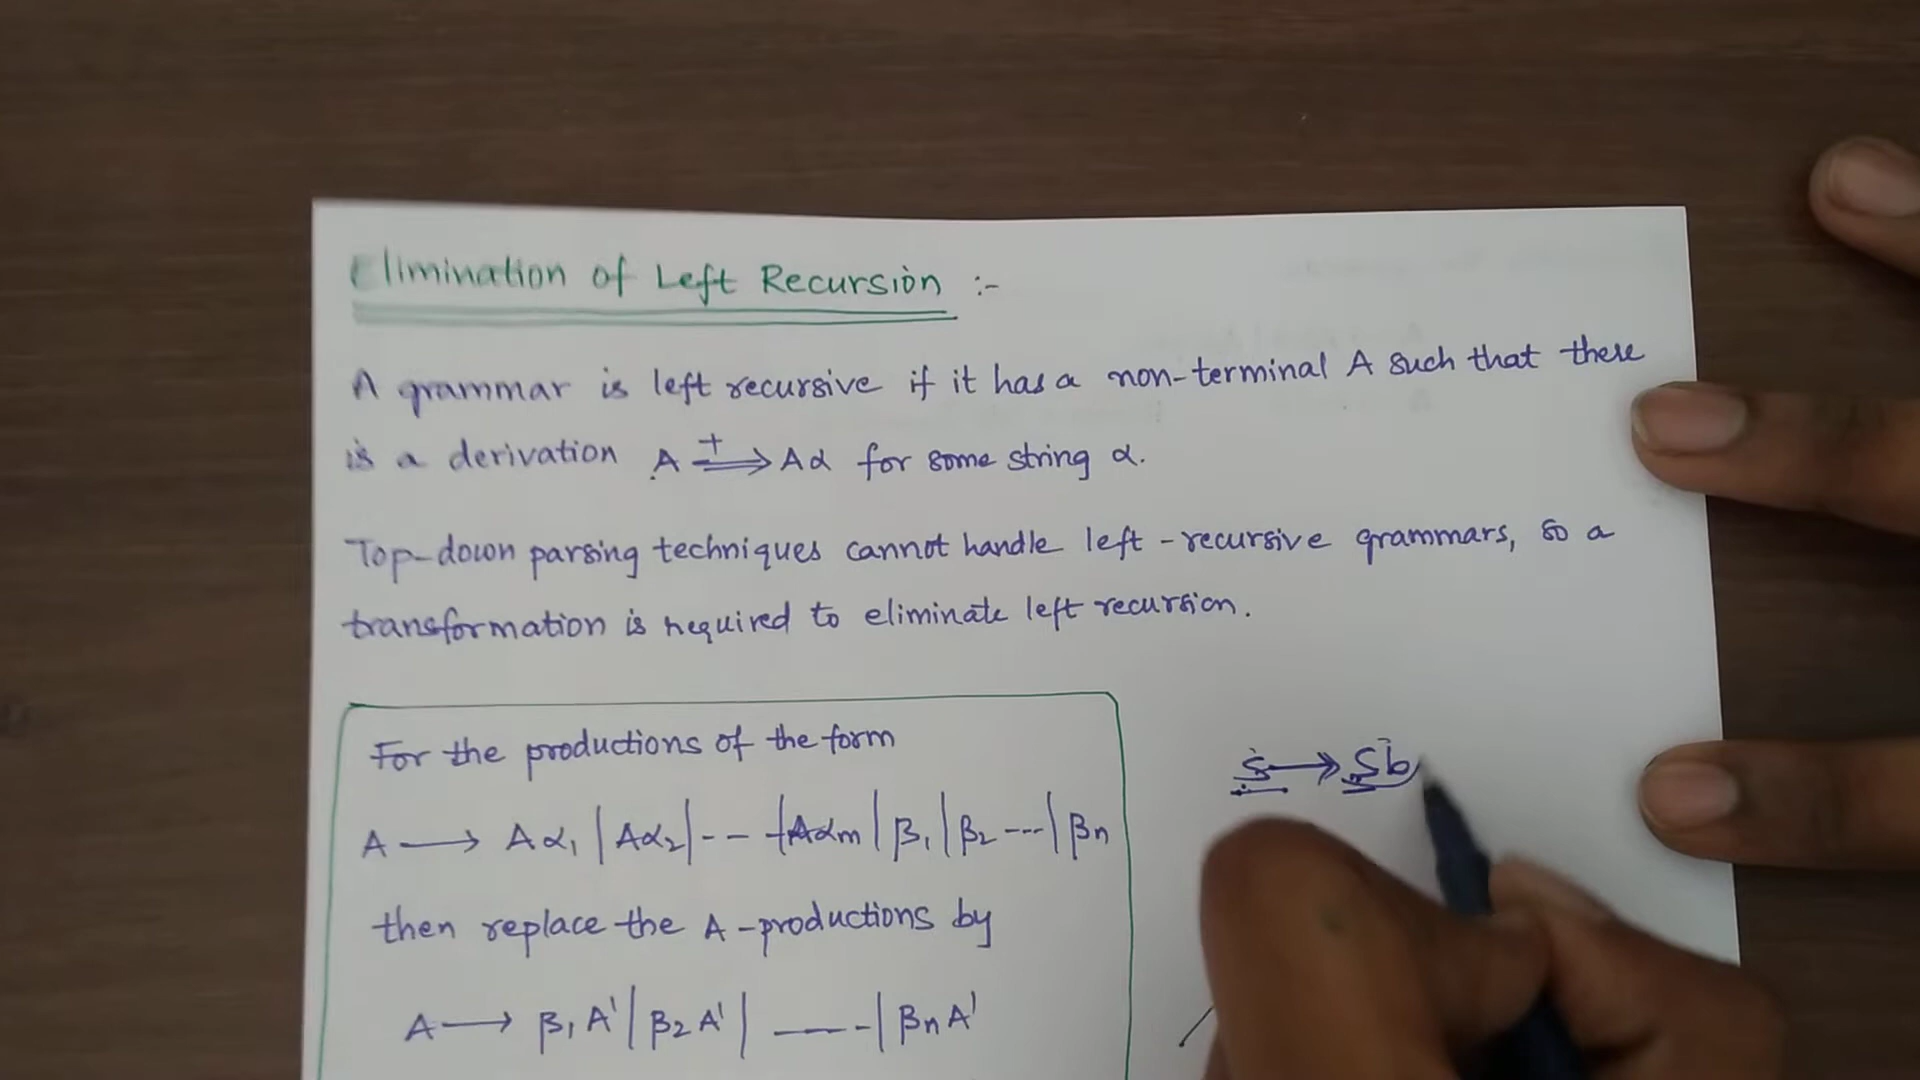 Elimination of Left Recursion :-
A grammar is left recursive if it has a non-terminal A such that there
is a derivation A =+=> Aα for some string α.
Top-down parsing techniques cannot handle left-recursive grammars, so a
transformation is required to eliminate left recursion.
For the productions of the form
A → Aα₁ | Aα₂ | -- | Aαm | β₁ | β₂ --- | βn
then replace the A-productions by
A → β₁A' | β₂A' | ---- | βnA'
S → Sb